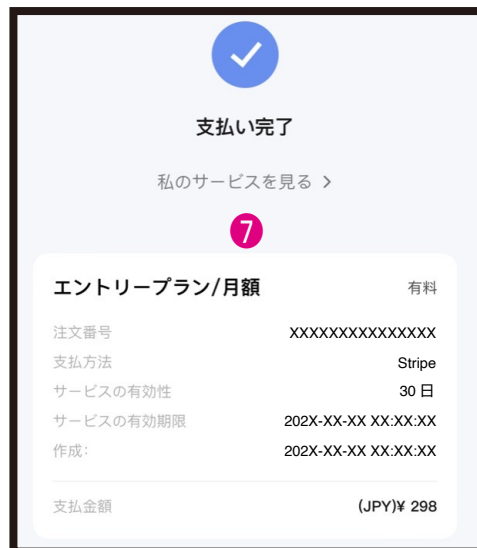 支払い完了
私のサービスを見る >
7
エントリープラン/月額 有料
注文番号 XXXXXXXXXXXXXXX
支払方法 Stripe
サービスの有効性 30 日
サービスの有効期限 202X-XX-XX XX:XX:XX
作成: 202X-XX-XX XX:XX:XX
支払金額 (JPY)¥ 298